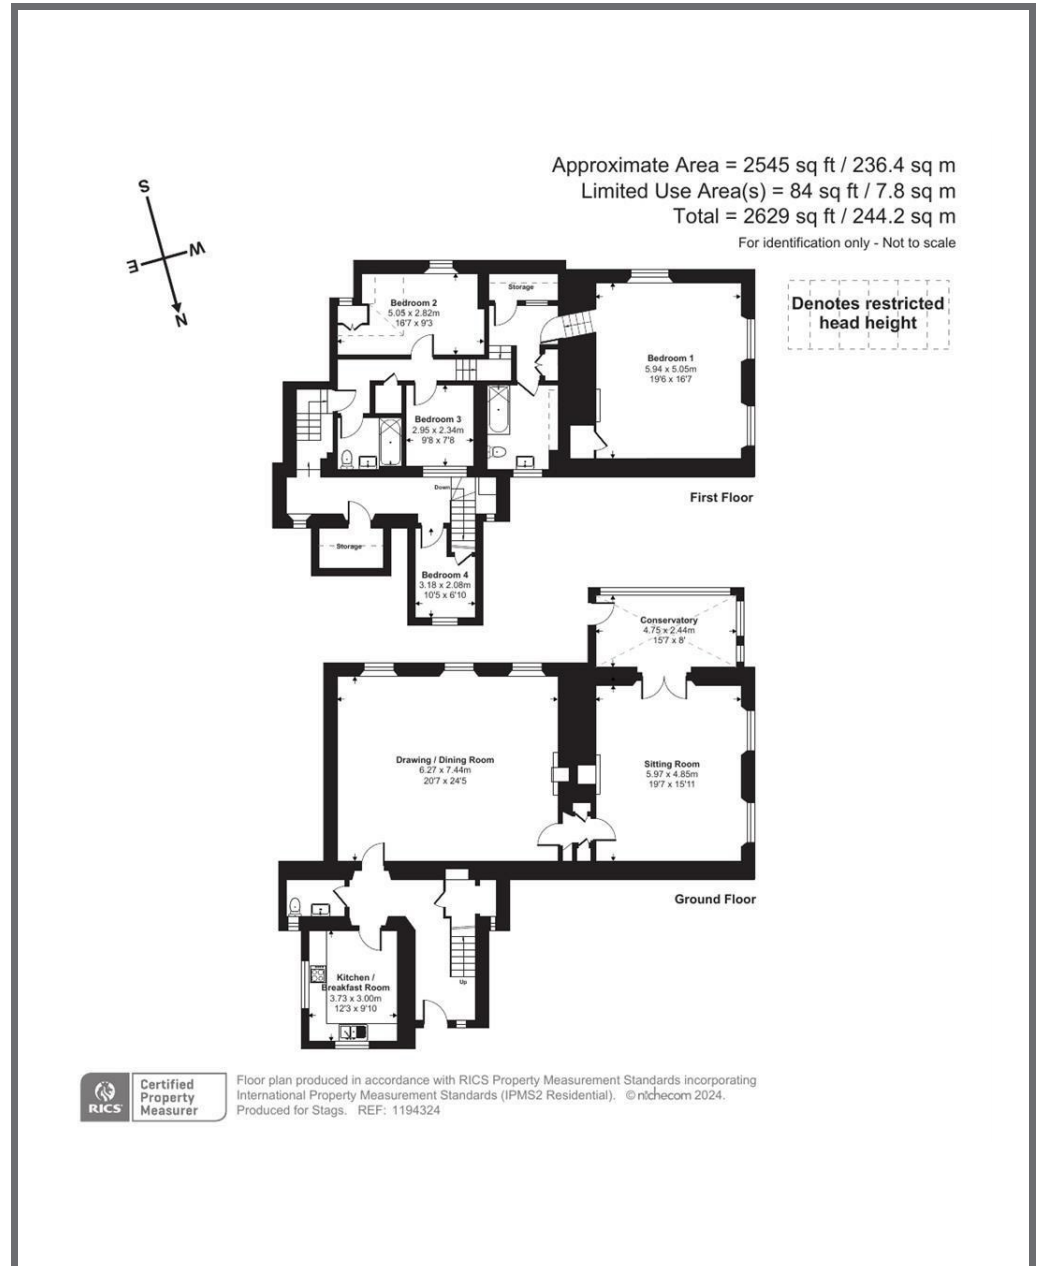 Approximate Area = 2545 sq ft / 236.4 sq m
Limited Use Area(s) = 84 sq ft / 7.8 sq m
Total = 2629 sq ft / 244.2 sq m
For identification only - Not to scale
S
W
E
N
Denotes restricted
head height
Storage
Bedroom 2
5.05 x 2.82m
16'7 x 9'3
Bedroom 1
5.94 x 5.05m
19'6 x 16'7
Bedroom 3
2.95 x 2.34m
9'8 x 7'8
Down
First Floor
Storage
Bedroom 4
3.18 x 2.08m
10'5 x 6'10
Conservatory
4.75 x 2.44m
15'7 x 8'
Drawing / Dining Room
6.27 x 7.44m
20'7 x 24'5
Sitting Room
5.97 x 4.85m
19'7 x 15'11
Ground Floor
Kitchen /
Breakfast Room
3.73 x 3.00m
12'3 x 9'10
Up
RICS
Certified
Property
Measurer
Floor plan produced in accordance with RICS Property Measurement Standards incorporating
International Property Measurement Standards (IPMS2 Residential). © nichecom 2024.
Produced for Stags. REF: 1194324